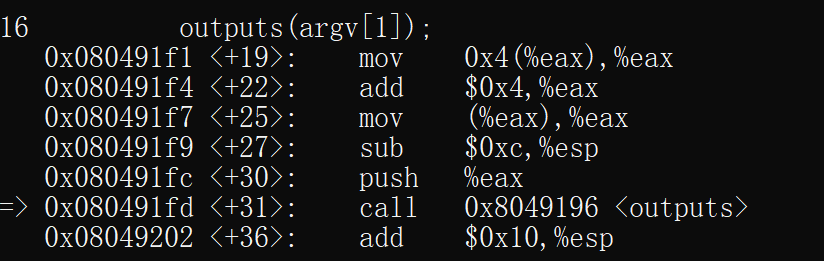 16 outputs(argv[1]);
0x080491f1 <+19>: mov 0x4(%eax),%eax
0x080491f4 <+22>: add $0x4,%eax
0x080491f7 <+25>: mov (%eax),%eax
0x080491f9 <+27>: sub $0xc,%esp
0x080491fc <+30>: push %eax
=> 0x080491fd <+31>: call 0x8049196 <outputs>
0x08049202 <+36>: add $0x10,%esp